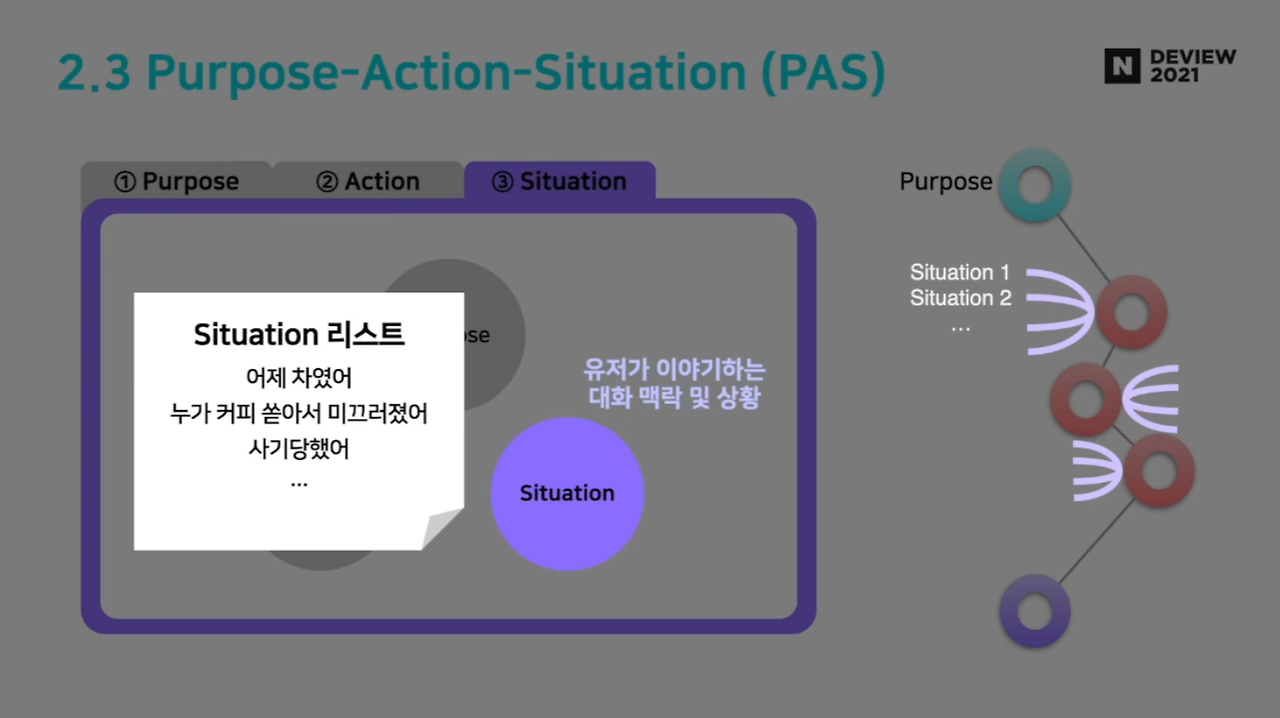 2.3 Purpose-Action-Situation (PAS)
N DEVIEW
2021
① Purpose
② Action
③ Situation
Situation 리스트
어제 차였어
누가 커피 쏟아서 미끄러졌어
사기당했어
...
ose
유저가 이야기하는
대화 맥락 및 상황
Situation
Purpose
Situation 1
Situation 2
...